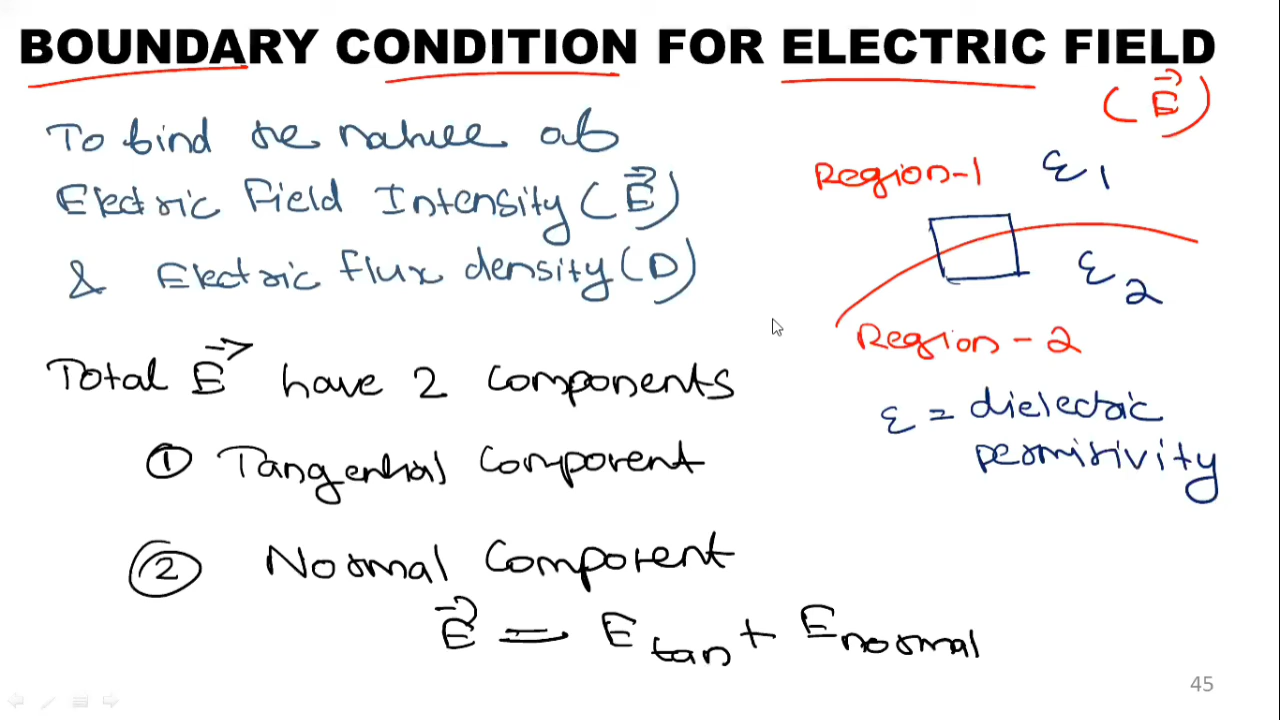 BOUNDARY CONDITION FOR ELECTRIC FIELD
(E⃗)
To find the nature of
Electric Field Intensity (E⃗)
& Electric flux density (D)
Region-1 ε1
ε2
Region-2
ε = dielectric
permitivity
Total E⃗ have 2 components
① Tangential component
② Normal component
E⃗ = Etan + Enormal
45